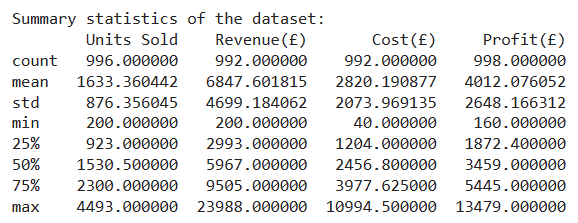 Summary statistics of the dataset:
Units Sold Revenue(£) Cost(£) Profit(£)
count 996.000000 992.000000 992.000000 998.000000
mean 1633.360442 6847.601815 2820.190877 4012.076052
std 876.356045 4699.184062 2073.969135 2648.166312
min 200.000000 200.000000 40.000000 160.000000
25% 923.000000 2993.000000 1204.000000 1872.400000
50% 1530.500000 5967.000000 2456.800000 3459.000000
75% 2300.000000 9505.000000 3977.625000 5445.000000
max 4493.000000 23988.000000 10994.500000 13479.000000